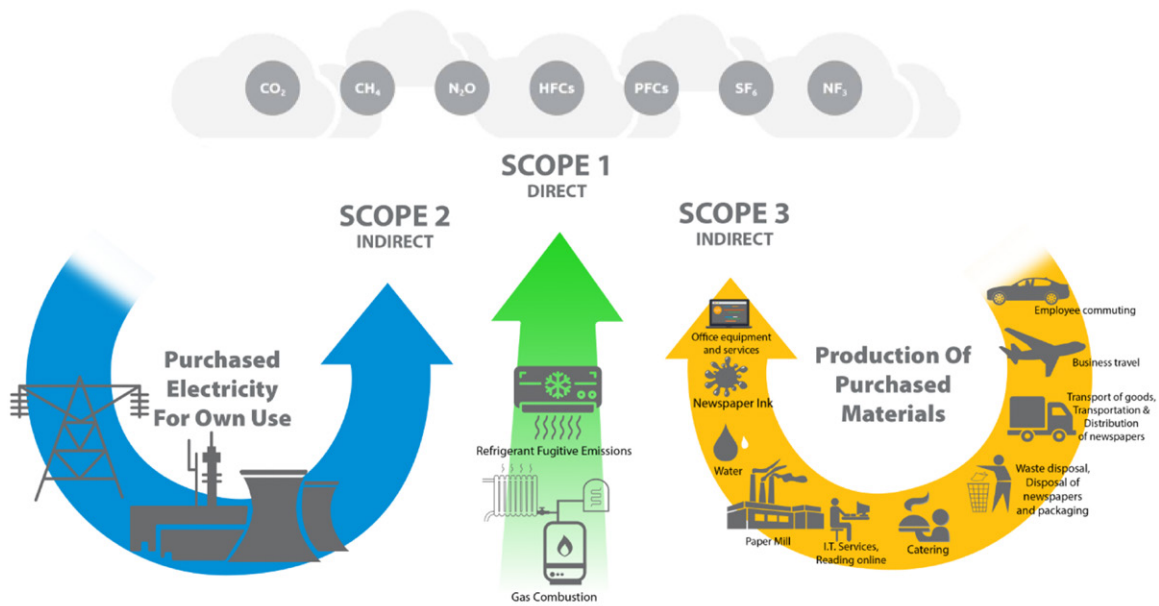 CO₂
CH₄
N₂O
HFCs
PFCs
SF₆
NF₃
SCOPE 1
DIRECT
SCOPE 2
INDIRECT
SCOPE 3
INDIRECT
Purchased
Electricity
For Own Use
Refrigerant Fugitive Emissions
Gas Combustion
Production Of
Purchased
Materials
Office equipment
and services
Newspaper Ink
Water
Paper Mill
I.T. Services,
Reading online
Catering
Waste disposal,
Disposal of
newspapers
and packaging
Transport of goods,
Transportation &
Distribution
of newspapers
Business travel
Employee commuting